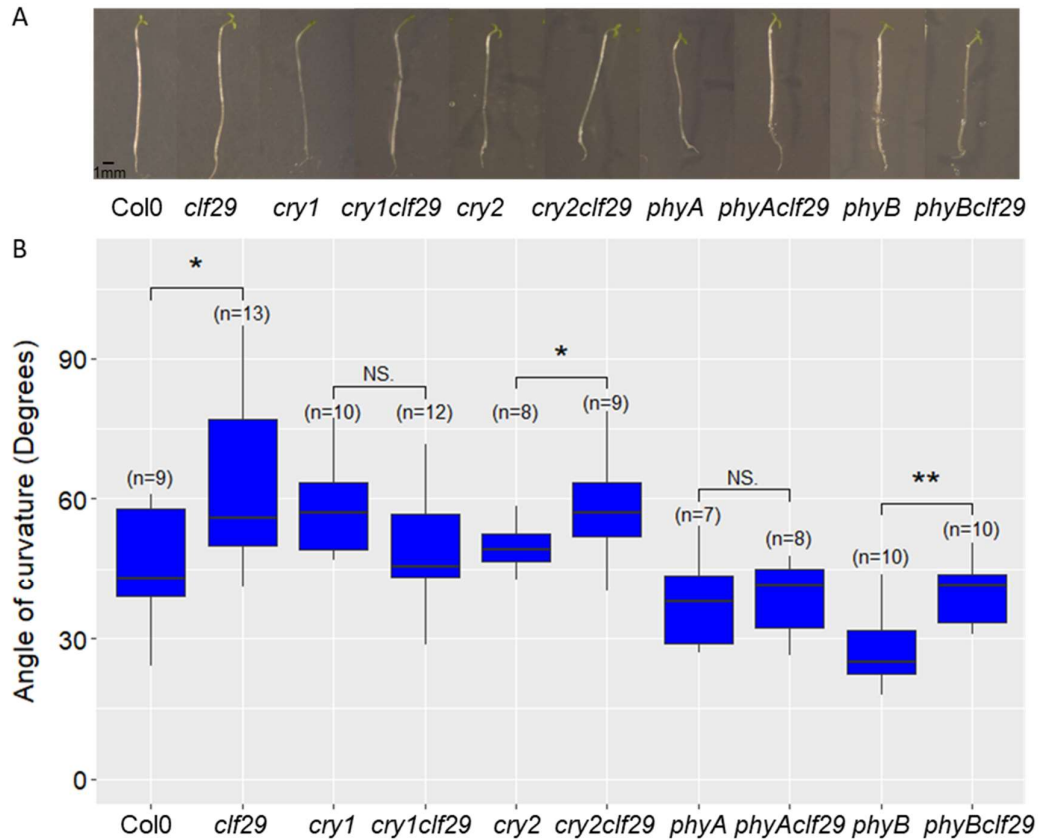 A
1mm
Col0 clf29 cry1 cry1clf29 cry2 cry2clf29 phyA phyAclf29 phyB phyBclf29
B
Angle of curvature (Degrees)
90
60
30
0
*
(n=13)
(n=9)
NS.
(n=10) (n=12)
*
(n=8) (n=9)
NS.
(n=7) (n=8)
**
(n=10) (n=10)
Col0 clf29 cry1 cry1clf29 cry2 cry2clf29 phyA phyAclf29 phyB phyBclf29